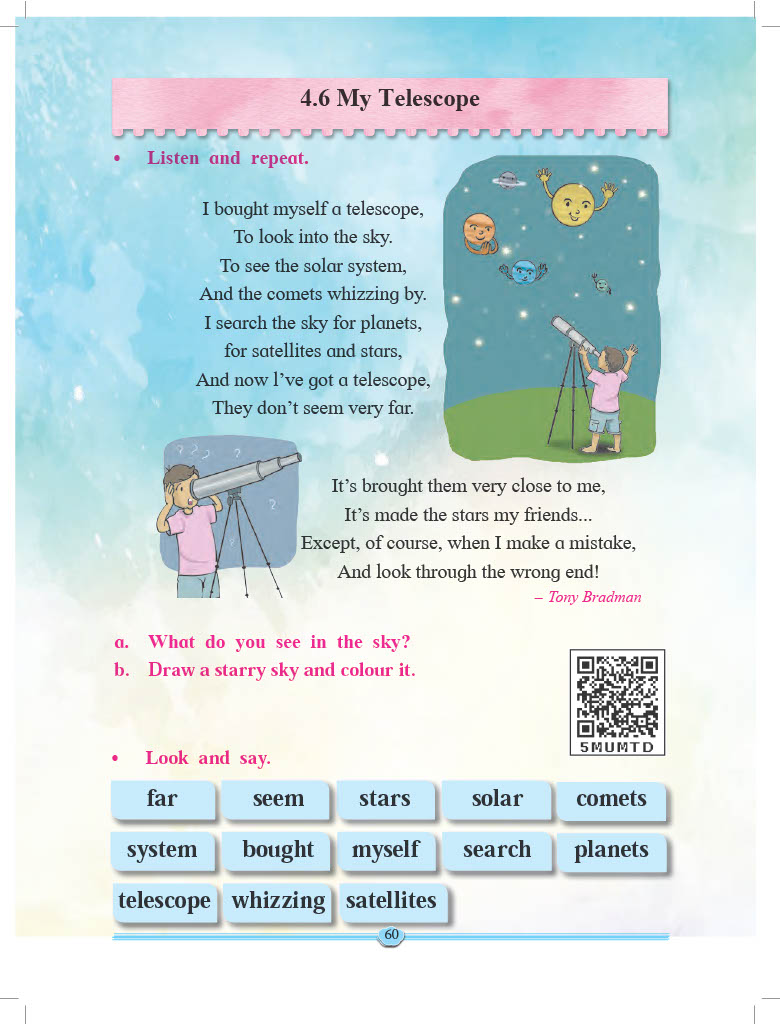 4.6 My Telescope
• Listen and repeat.
I bought myself a telescope,
To look into the sky.
To see the solar system,
And the comets whizzing by.
I search the sky for planets,
for satellites and stars,
And now l’ve got a telescope,
They don’t seem very far.
? ? ?
?
?
It’s brought them very close to me,
It’s made the stars my friends...
Except, of course, when I make a mistake,
And look through the wrong end!
– Tony Bradman
a. What do you see in the sky?
b. Draw a starry sky and colour it.
5MUMTD
• Look and say.
far seem stars solar comets
system bought myself search planets
telescope whizzing satellites
60